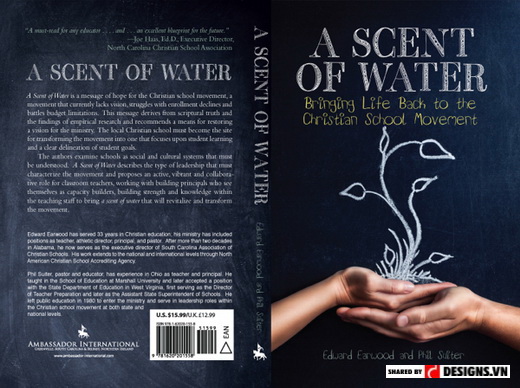 "A must-read for any educator . . . . and . . . an excellent blueprint for the future."
—Joe Haas, Ed.D., Executive Director,
North Carolina Christian School Association
A SCENT OF WATER
A Scent of Water is a message of hope for the Christian school movement, a
movement that currently lacks vision, struggles with enrollment declines and
battles budget limitations. This message derives from scriptural truth and
the findings of empirical research and recommends a means for restoring
a vision for the ministry. The local Christian school must become the site
for transforming the movement into one that focuses upon student learning
and a clear delineation of student goals.
The authors examine schools as social and cultural systems that must
be understood. A Scent of Water describes the type of leadership that must
characterize the movement and proposes an active, vibrant and collabora-
tive role for classroom teachers, working with building principals who see
themselves as capacity builders, building strength and knowledge within
the teaching staff to bring a scent of water that will revitalize and transform
the movement.
Edward Earwood has served 33 years in Christian education; his ministry has included
positions as teacher, athletic director, principal, and pastor. After more than two decades
in Alabama, he now serves as the executive director of South Carolina Association of
Christian Schools. His work extends to the national and international levels through North
American Christian School Accrediting Agency.
Phil Suiter, pastor and educator, has experience in Ohio as teacher and principal. He
taught in the School of Education at Marshall University and later accepted a position
with the State Department of Education in West Virginia, first serving as the Director
of Teacher Preparation and later as the Assistant State Superintendent of Schools. He
left public education in 1980 to enter the ministry and serve in leadership roles within
the Christian school movement at both state and
national levels
AMBASSADOR INTERNATIONAL
GREENVILLE, SOUTH CAROLINA & BELFAST, NORTHERN IRELAND
www.ambassador-international.com
U.S. $15.99/U.K. £12.99
51599
9 781620 201558
EAN
A SCENT OF WATER
Edward Earwood and Phil Suiter
A SCENT
OF WATER
Bringing Life Back to the
Christian School Movement
Edward Earwood and Phil Suiter
SHARED BY
DESIGNS.VN